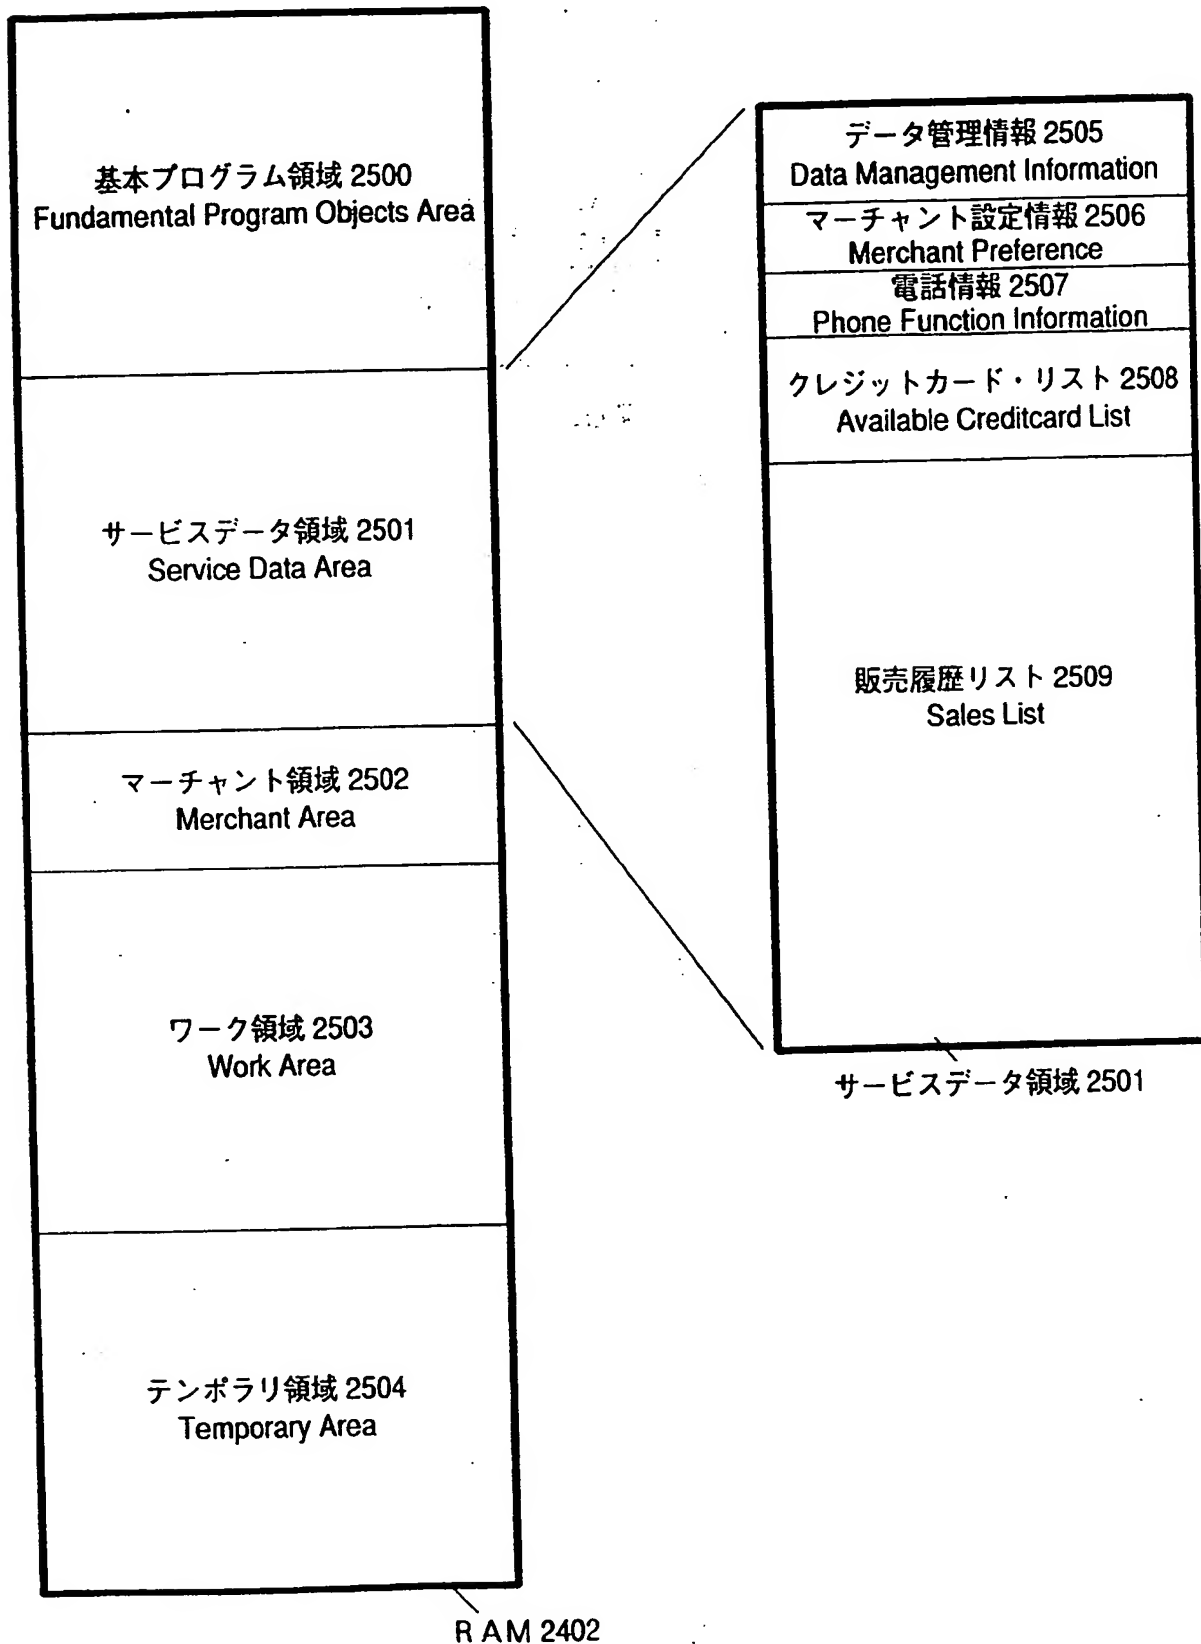 基本プログラム領域 2500
Fundamental Program Objects Area
サービスデータ領域 2501
Service Data Area
マーチャント領域 2502
Merchant Area
ワーク領域 2503
Work Area
テンポラリ領域 2504
Temporary Area
RAM 2402
データ管理情報 2505
Data Management Information
マーチャント設定情報 2506
Merchant Preference
電話情報 2507
Phone Function Information
クレジットカード・リスト 2508
Available Creditcard List
販売履歴リスト 2509
Sales List
サービスデータ領域 2501